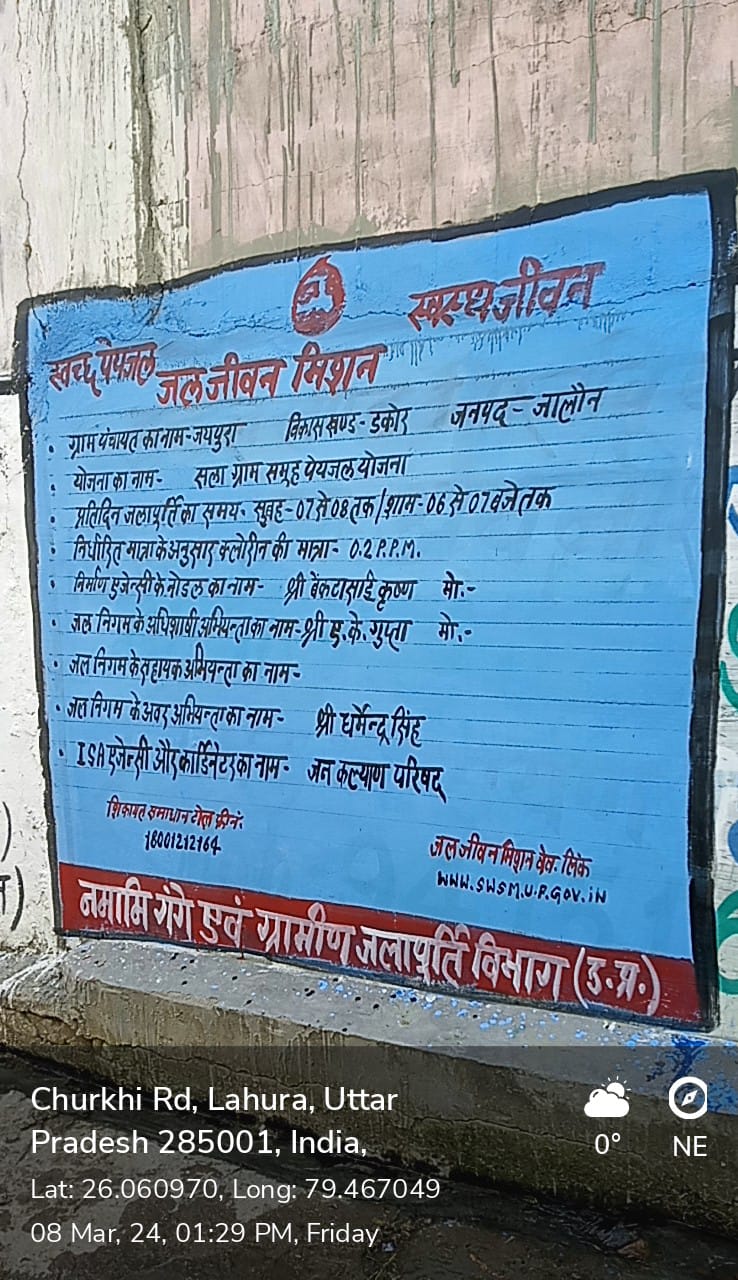 स्वच्छ पेयजल
स्वस्थ जीवन
जल जीवन मिशन
• ग्राम पंचायत का नाम- जयपुरा विकास खण्ड- डकोर जनपद- जालौन
• योजना का नाम- सला ग्राम समूह पेयजल योजना
• प्रतिदिन जलापूर्ति का समय- सुबह-07 से 08 तक/शाम-06 से 07 बजे तक
• निर्धारित मात्रा के अनुसार क्लोरीन की मात्रा- 0.2 P.P.M.
• निर्माण एजेन्सी के नोडल का नाम- श्री बेंकटासाई कृष्ण मो.-
• जल निगम के अधिशाषी अभियन्ता का नाम-श्री ए.के. गुप्ता मो.-
• जल निगम के सहायक अभियन्ता का नाम-
• जल निगम के अवर अभियन्ता का नाम- श्री धर्मेन्द्र सिंह
• ISA एजेन्सी और कार्डिनेटर का नाम- जन कल्याण परिषद्
शिकायत समाधान टोल फ्री नं.
18001212164
जल जीवन मिशन वेव. लिंक
WWW.SWSM.U.P.GOV.iN
नमामि गंगे एवं ग्रामीण जलापूर्ति विभाग (उ.प्र.)
Churkhi Rd, Lahura, Uttar
Pradesh 285001, India,
Lat: 26.060970, Long: 79.467049
08 Mar, 24, 01:29 PM, Friday
0°
NE